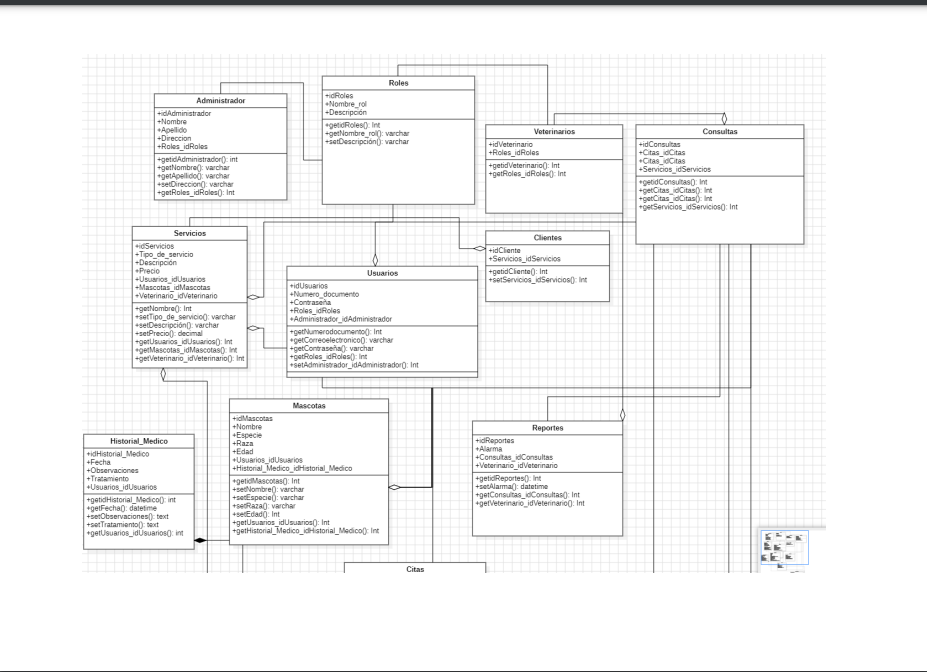 Roles
+idRoles
+Nombre_rol
+Descripción
+getidRoles(): Int
+getNombre_rol(): varchar
+setDescripción(): varchar
Administrador
+idAdministrador
+Nombre
+Apellido
+Direccion
+Roles_idRoles
+getidAdministrador(): int
+getNombre(): varchar
+getApellido(): varchar
+setDireccion(): varchar
+getRoles_idRoles(): Int
Veterinarios
+idVeterinario
+Roles_idRoles
+getidVeterinario(): Int
+getRoles_idRoles(): Int
Consultas
+idConsultas
+Citas_idCitas
+Citas_idCitas
+Servicios_idServicios
+getidConsultas(): Int
+getCitas_idCitas(): Int
+getCitas_idCitas(): Int
+getServicios_idServicios(): Int
Servicios
+idServicios
+Tipo_de_servicio
+Descripción
+Precio
+Usuarios_idUsuarios
+Mascotas_idMascotas
+Veterinario_idVeterinario
+getNombre(): Int
+setTipo_de_servicio(): varchar
+setDescripción(): varchar
+setPrecio(): decimal
+getUsuarios_idUsuarios(): Int
+getMascotas_idMascotas(): Int
+getVeterinario_idVeterinario(): Int
Clientes
+idCliente
+Servicios_idServicios
+getidCliente(): Int
+setServicios_idServicios(): Int
Usuarios
+idUsuarios
+Numero_documento
+Contraseña
+Roles_idRoles
+Administrador_idAdministrador
+getNumerodocumento(): Int
+getCorreoelectronico(): varchar
+getContraseña(): varchar
+getRoles_idRoles(): Int
+setAdministrador_idAdministrador(): Int
Mascotas
+idMascotas
+Nombre
+Especie
+Raza
+Edad
+Usuarios_idUsuarios
+Historial_Medico_idHistorial_Medico
+getidMascotas(): Int
+setNombre(): varchar
+setEspecie(): varchar
+setRaza(): varchar
+setEdad(): Int
+getUsuarios_idUsuarios(): Int
+getHistorial_Medico_idHistorial_Medico(): Int
Reportes
+idReportes
+Alarma
+Consultas_idConsultas
+Veterinario_idVeterinario
+getidReportes(): Int
+setAlarma(): datetime
+getConsultas_idConsultas(): Int
+getVeterinario_idVeterinario(): Int
Historial_Medico
+idHistorial_Medico
+Fecha
+Observaciones
+Tratamiento
+Usuarios_idUsuarios
+getidHistorial_Medico(): int
+getFecha(): datetime
+setObservaciones(): text
+setTratamiento(): text
+getUsuarios_idUsuarios(): int
Citas